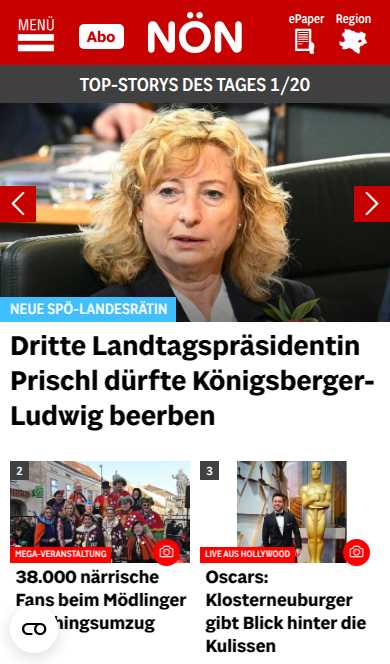 MENÜ
Abo
NÖN
ePaper
Region
TOP-STORYS DES TAGES 1/20
NEUE SPÖ-LANDESRÄTIN
Dritte Landtagspräsidentin
Prischl dürfte Königsberger-
Ludwig beerben
2
MEGA-VERANSTALTUNG
38.000 närrische
Fans beim Mödlinger
hingsumzug
3
LIVE AUS HOLLYWOOD
Oscars:
Klosterneuburger
gibt Blick hinter die
Kulissen